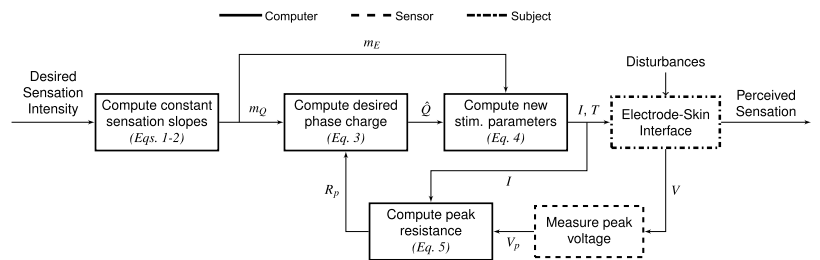 Computer Sensor Subject
m_E
Desired
Sensation
Intensity
Compute constant
sensation slopes
(Eqs. 1-2)
m_Q
Compute desired
phase charge
(Eq. 3)
Q̂
Compute new
stim. parameters
(Eq. 4)
I, T
Disturbances
Electrode-Skin
Interface
Perceived
Sensation
R_p
I
V
Compute peak
resistance
(Eq. 5)
V_p
Measure peak
voltage